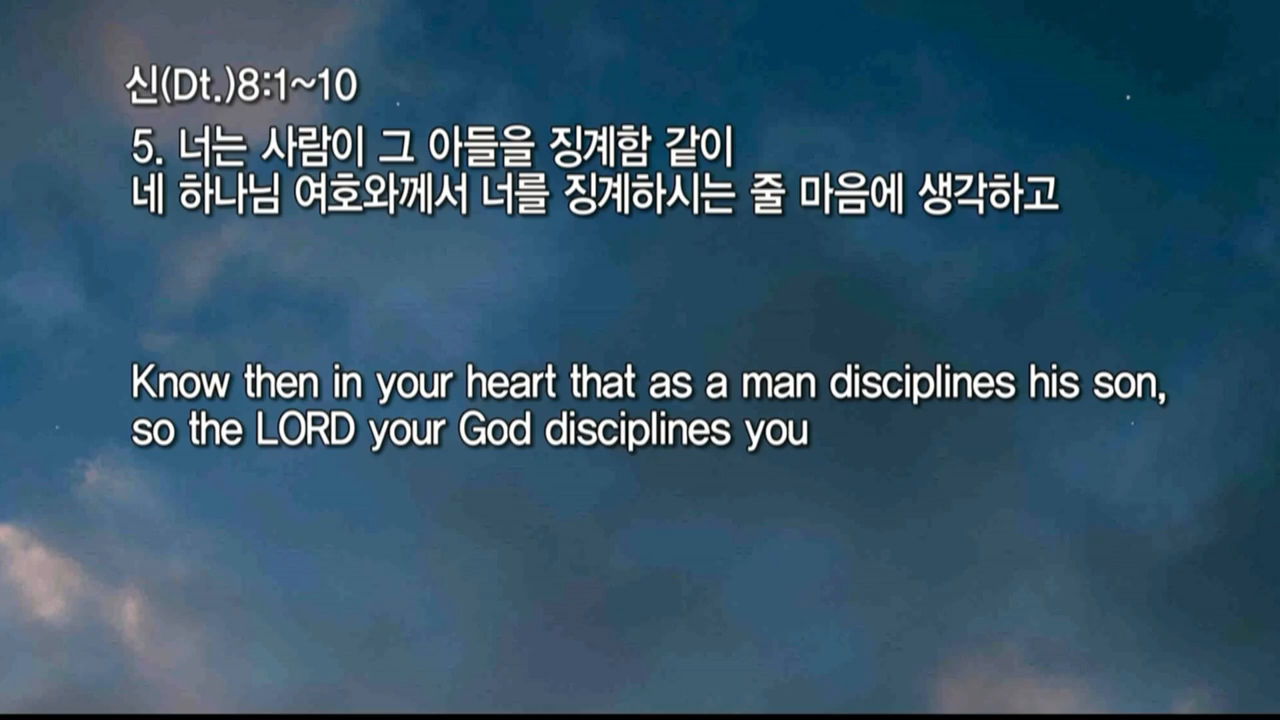 신(Dt.)8:1~10
5. 너는 사람이 그 아들을 징계함 같이
네 하나님 여호와께서 너를 징계하시는 줄 마음에 생각하고
Know then in your heart that as a man disciplines his son,
so the LORD your God disciplines you